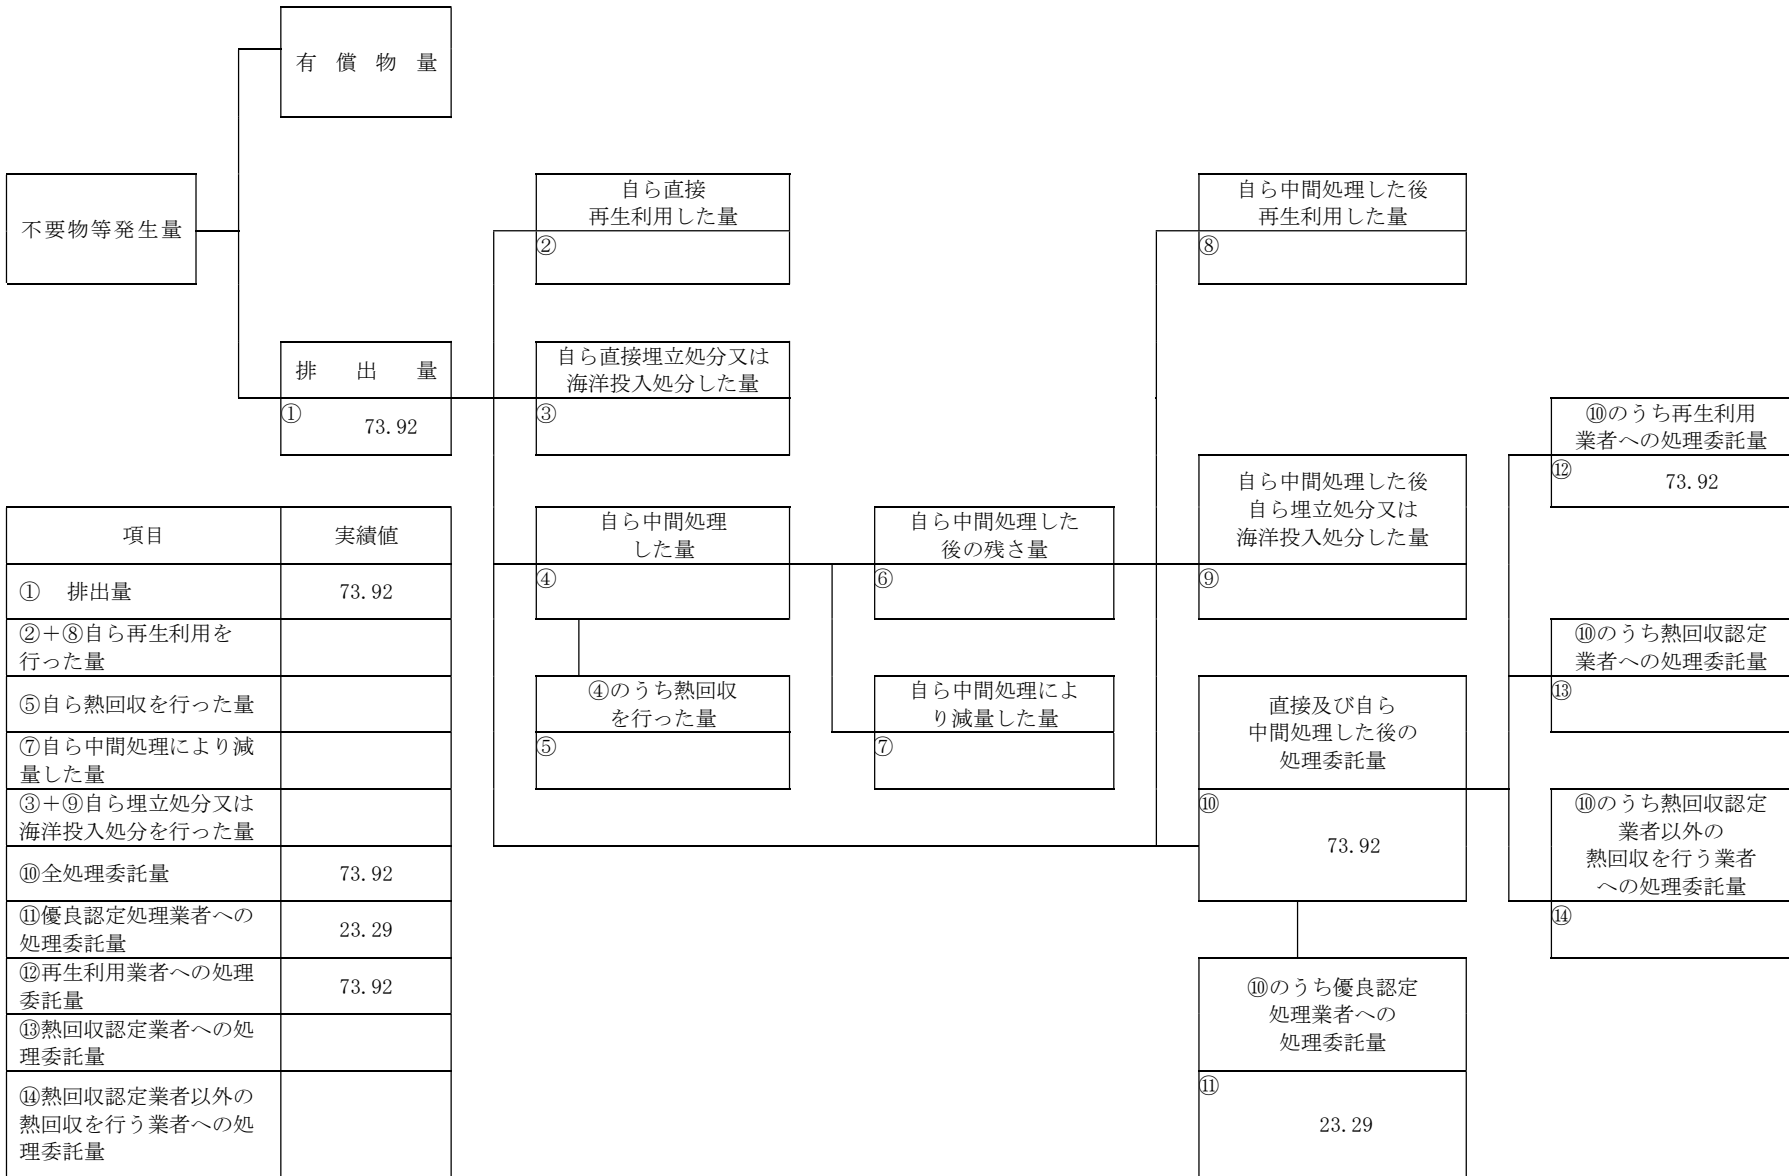 有償物量
不要物等発生量
排出量
①
73.92
自ら直接
再生利用した量
②
自ら直接埋立処分又は
海洋投入処分した量
③
自ら中間処理
した量
④
④のうち熱回収
を行った量
⑤
自ら中間処理した
後の残さ量
⑥
自ら中間処理によ
り減量した量
⑦
自ら中間処理した後
再生利用した量
⑧
自ら中間処理した後
自ら埋立処分又は
海洋投入処分した量
⑨
直接及び自ら
中間処理した後の
処理委託量
⑩
73.92
⑩のうち優良認定
処理業者への
処理委託量
⑪
23.29
⑩のうち再生利用
業者への処理委託量
⑫
73.92
⑩のうち熱回収認定
業者への処理委託量
⑬
⑩のうち熱回収認定
業者以外の
熱回収を行う業者
への処理委託量
⑭
項目 実績値
① 排出量 73.92
②＋⑧自ら再生利用を
行った量
⑤自ら熱回収を行った量
⑦自ら中間処理により減
量した量
③＋⑨自ら埋立処分又は
海洋投入処分を行った量
⑩全処理委託量 73.92
⑪優良認定処理業者への
処理委託量
23.29
⑫再生利用業者への処理
委託量
73.92
⑬熱回収認定業者への処
理委託量
⑭熱回収認定業者以外の
熱回収を行う業者への処
理委託量